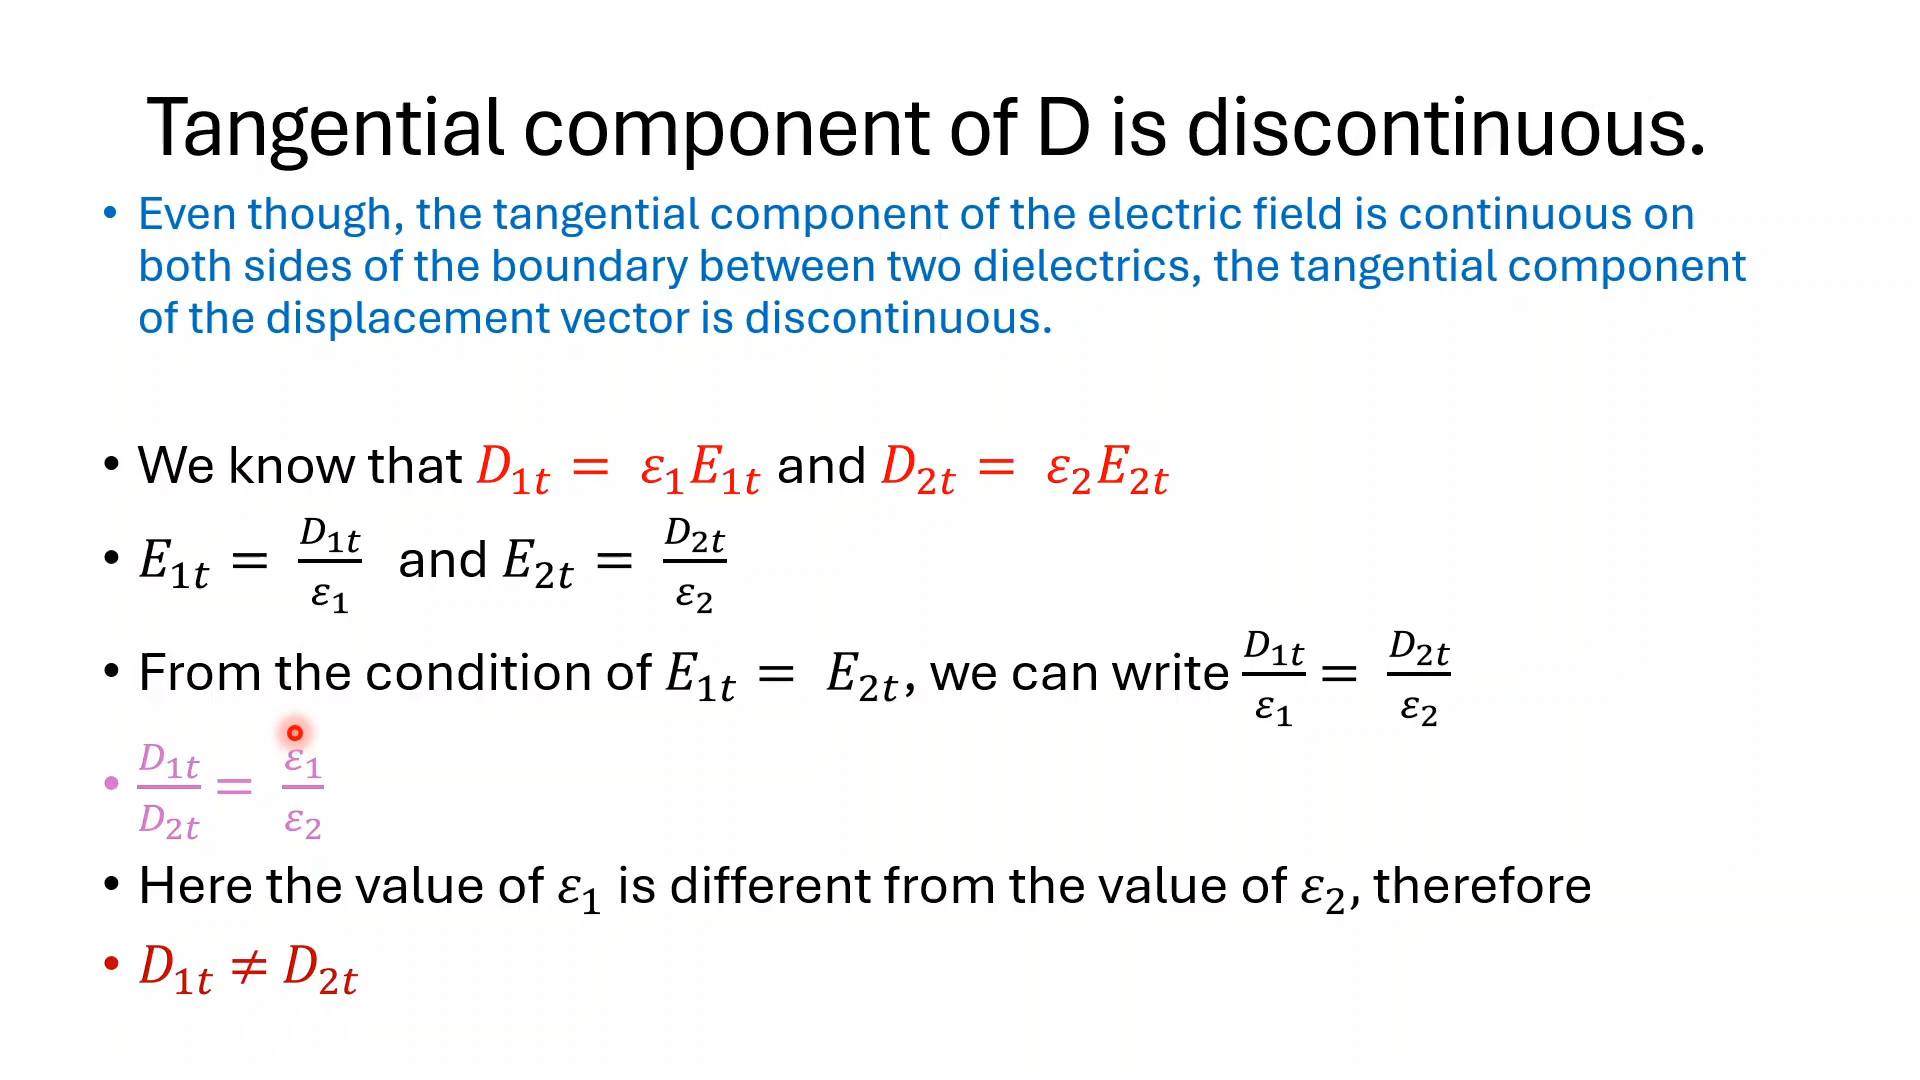 Tangential component of D is discontinuous.
• Even though, the tangential component of the electric field is continuous on
both sides of the boundary between two dielectrics, the tangential component
of the displacement vector is discontinuous.
• We know that D₁ₜ = ε₁E₁ₜ and D₂ₜ = ε₂E₂ₜ
• E₁ₜ = D₁ₜ/ε₁ and E₂ₜ = D₂ₜ/ε₂
• From the condition of E₁ₜ = E₂ₜ, we can write D₁ₜ/ε₁ = D₂ₜ/ε₂
• D₁ₜ/D₂ₜ = ε₁/ε₂
• Here the value of ε₁ is different from the value of ε₂, therefore
• D₁ₜ ≠ D₂ₜ